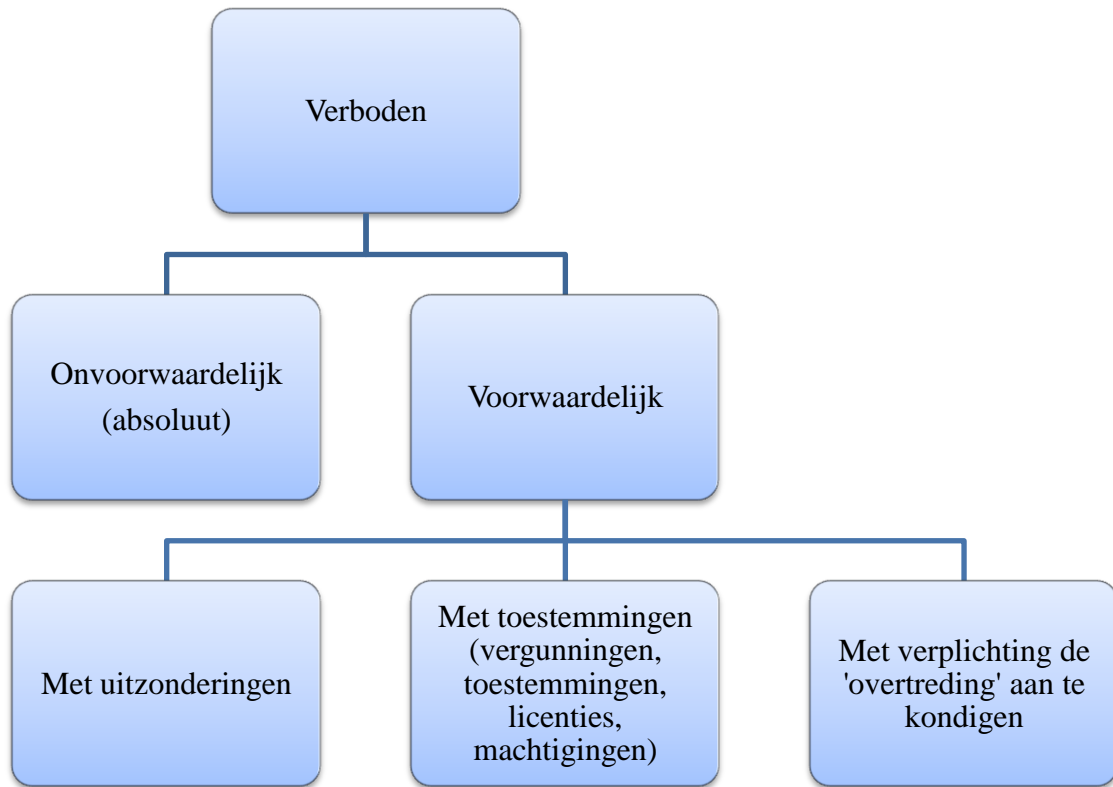 Verboden
Onvoorwaardelijk
(absoluut)
Voorwaardelijk
Met uitzonderingen
Met toestemmingen
(vergunningen,
toestemmingen,
licenties,
machtigingen)
Met verplichting de
'overtreding' aan te
kondigen